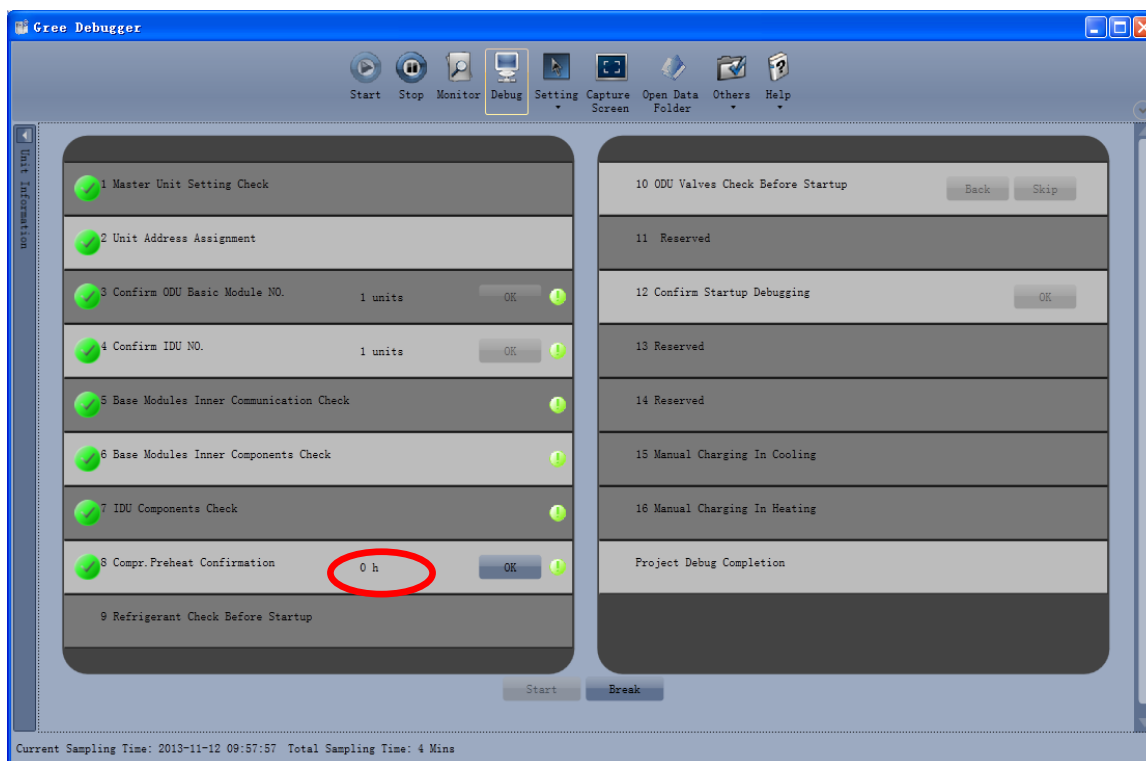 Gree Debugger
Start Stop Monitor Debug Setting Capture Screen Open Data Folder Others Help
Unit Information
1 Master Unit Setting Check
2 Unit Address Assignment
3 Confirm ODU Basic Module NO. 1 units OK
4 Confirm IDU NO. 1 units OK
5 Base Modules Inner Communication Check
6 Base Modules Inner Components Check
7 IDU Components Check
8 Compr.Preheat Confirmation 0 h OK
9 Refrigerant Check Before Startup
10 ODU Valves Check Before Startup Back Skip
11 Reserved
12 Confirm Startup Debugging OK
13 Reserved
14 Reserved
15 Manual Charging In Cooling
16 Manual Charging In Heating
Project Debug Completion
Start Break
Current Sampling Time: 2013-11-12 09:57:57 Total Sampling Time: 4 Mins